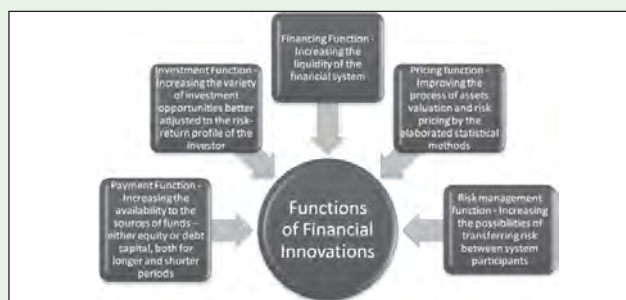 Financing Function -
Increasing the
liquidity of the
financial system
Investment Function -
Increasing the variety
of investment
opportunities better
adjusted to the risk-
return profile of the
investor
Pricing function -
Improving the
process of assets
valuation and risk
pricing by the
elaborated statistical
methods
Payment Function -
Increasing the
availability to the
sources of funds –
either equity or debt
capital, both for
longer and shorter
periods
Functions
of Financial
Innovations
Risk management
function - Increasing
the possibilities of
transferring risk
between system
participants